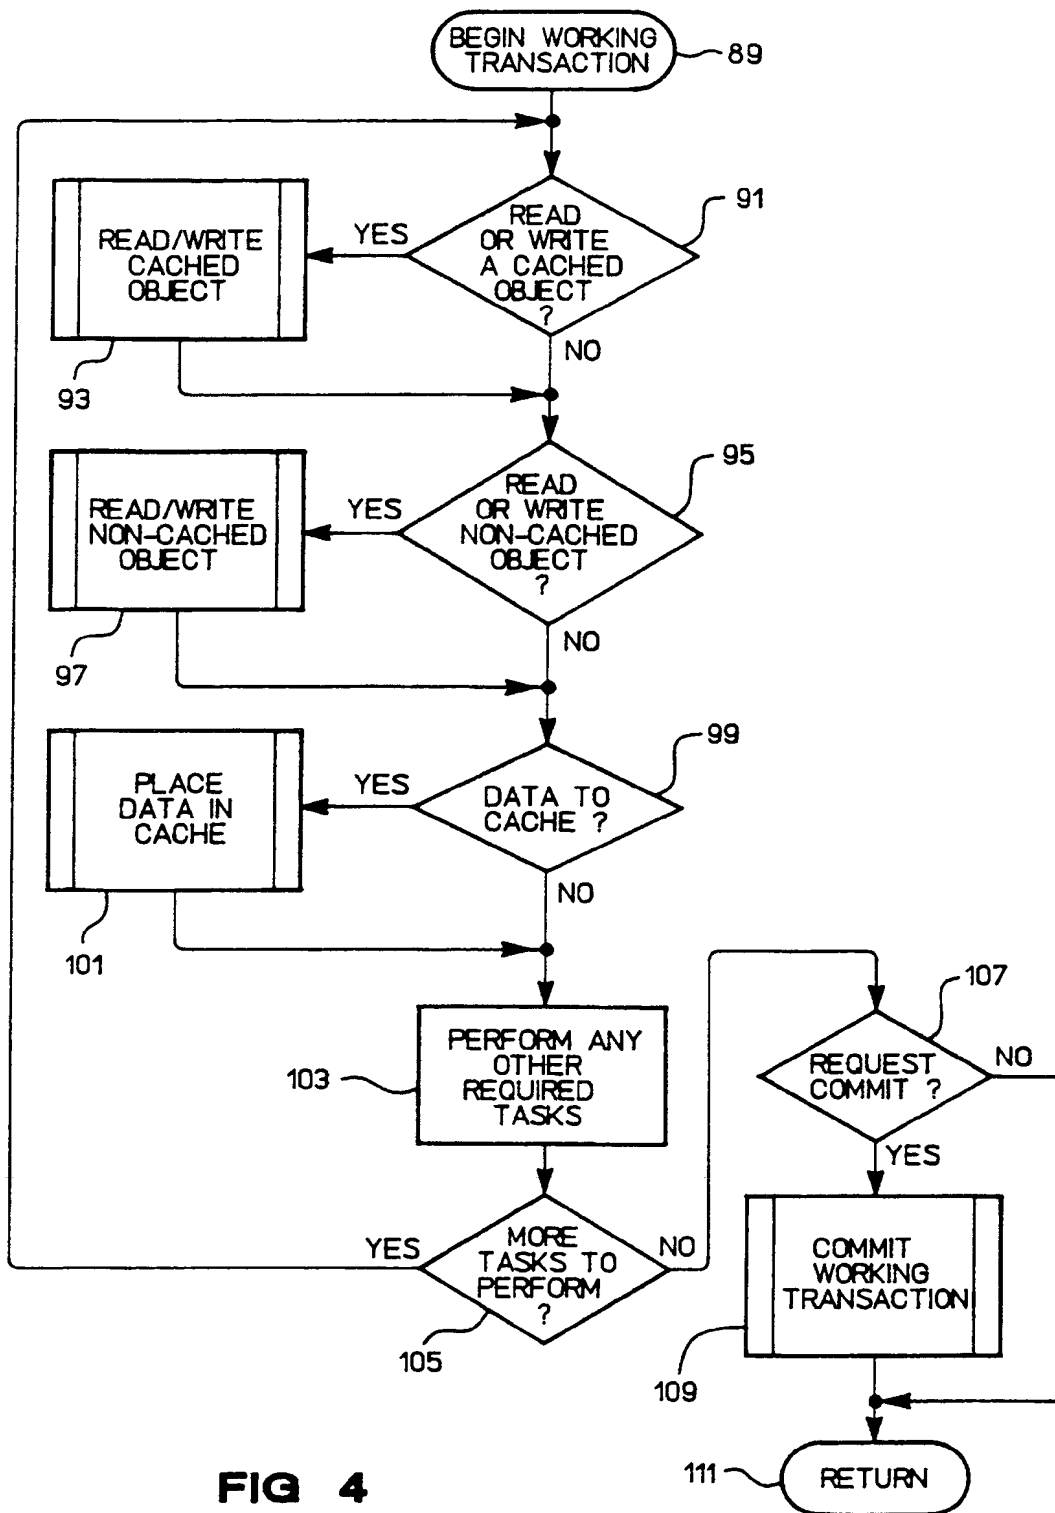 BEGIN WORKING
TRANSACTION
89
READ
OR WRITE
A CACHED
OBJECT
?
91
YES
NO
READ/WRITE
CACHED
OBJECT
93
READ
OR WRITE
NON-CACHED
OBJECT
?
95
YES
NO
READ/WRITE
NON-CACHED
OBJECT
97
DATA TO
CACHE ?
99
YES
NO
PLACE
DATA IN
CACHE
101
PERFORM ANY
OTHER
REQUIRED
TASKS
103
MORE
TASKS TO
PERFORM
?
105
YES
NO
REQUEST
COMMIT ?
107
NO
YES
COMMIT
WORKING
TRANSACTION
109
RETURN
111
FIG 4